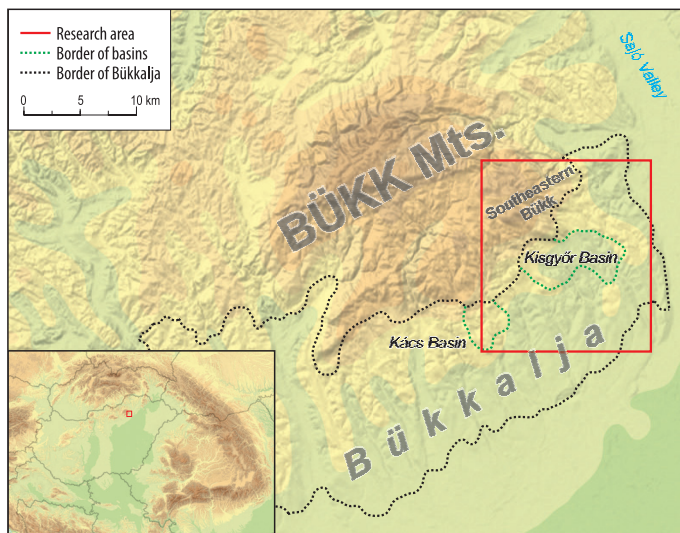 Research area
Border of basins
Border of Bükkalja
0 5 10 km
Sajó Valley
BÜKK Mts.
Southeastern
Bükk
Kisgyőr Basin
Kács Basin
Bükkalja